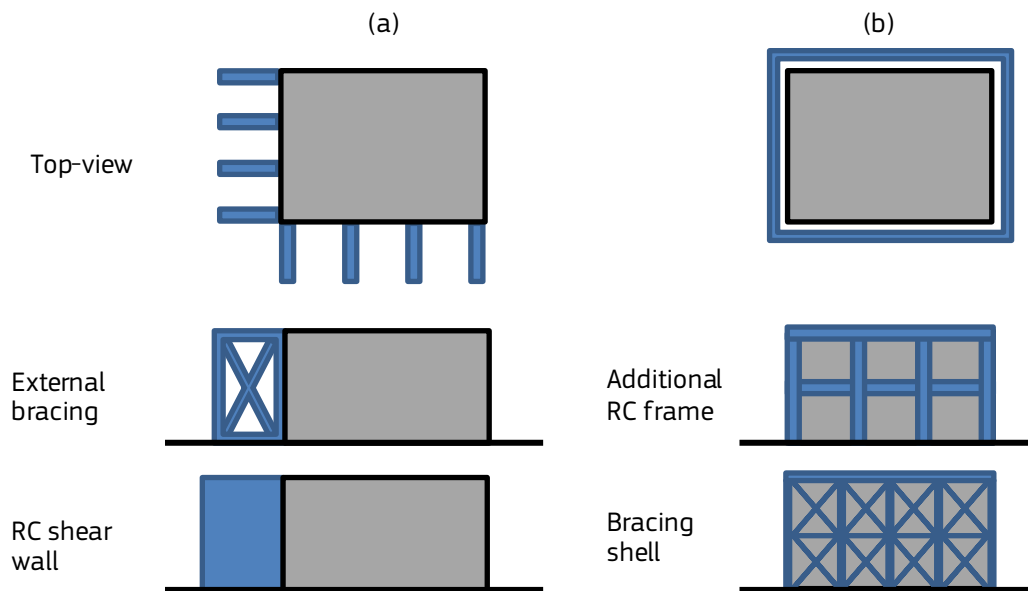 (a)
(b)
Top-view
External
bracing
Additional
RC frame
RC shear
wall
Bracing
shell